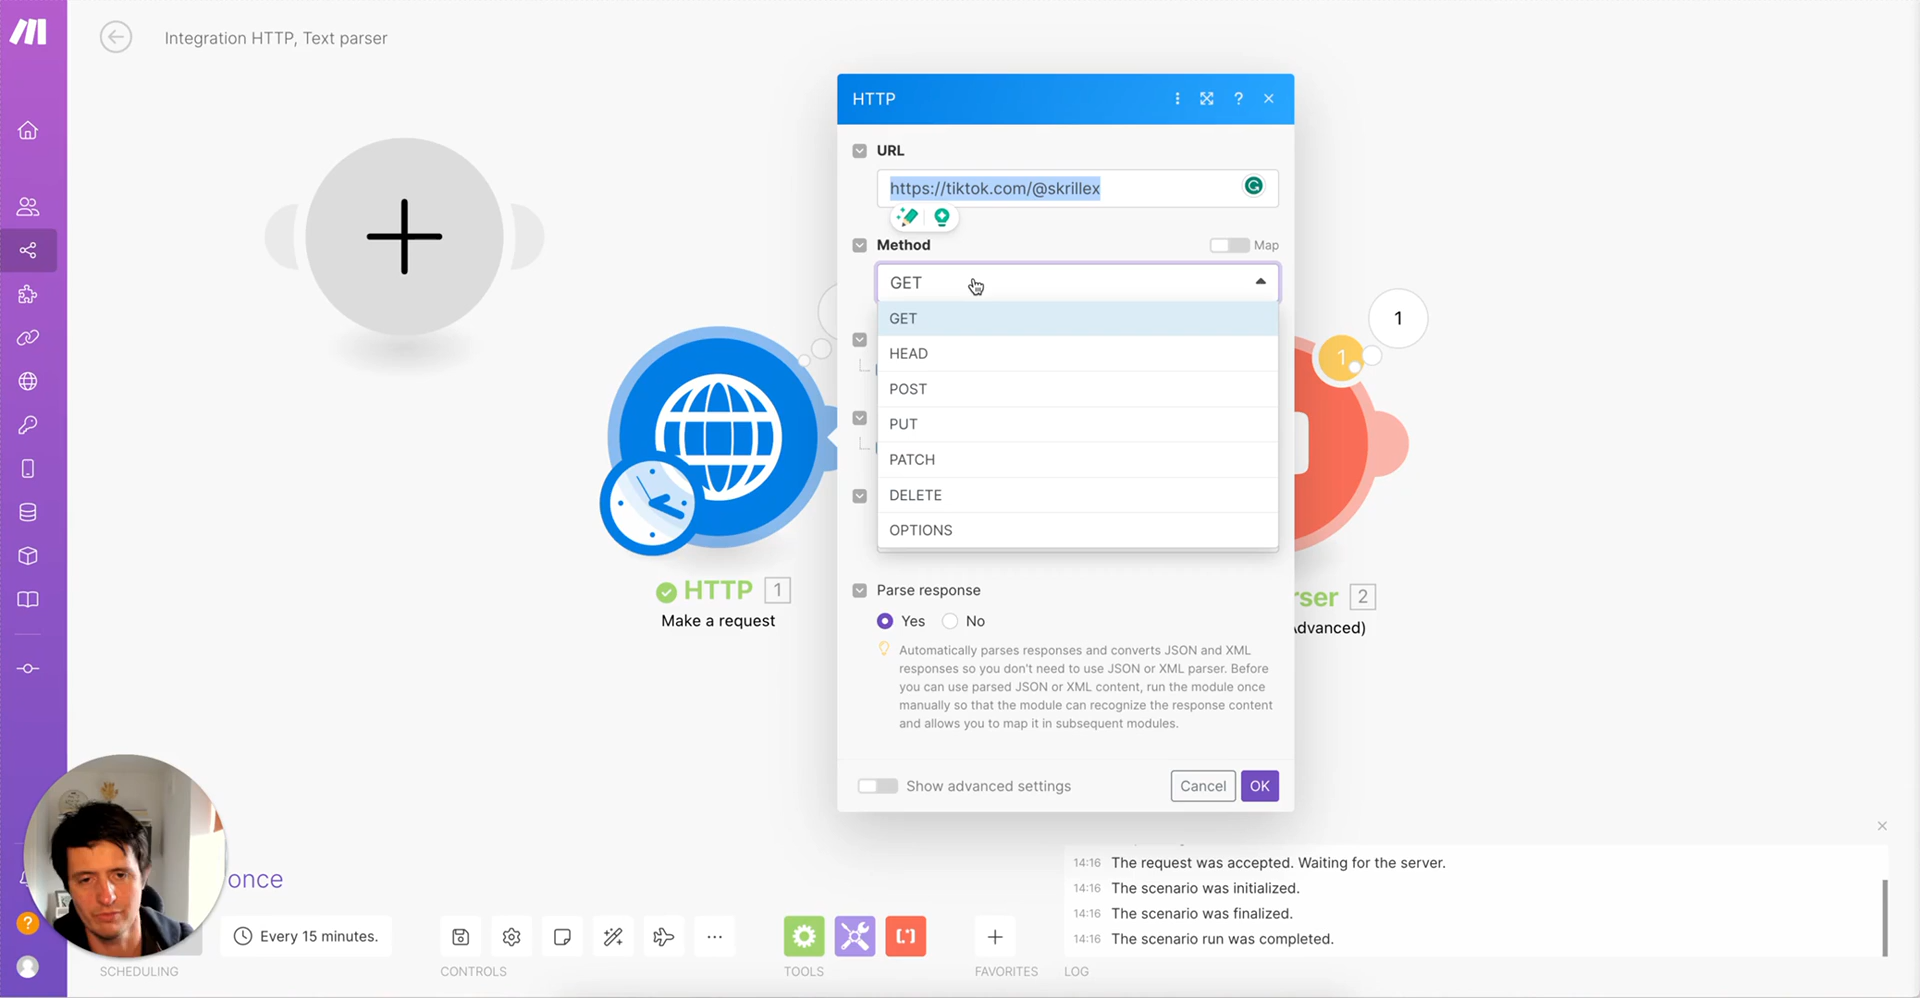 Integration HTTP, Text parser
HTTP
?
URL
https://tiktok.com/@skrillex
Method
Map
GET
GET
HEAD
POST
PUT
PATCH
DELETE
OPTIONS
1
1
HTTP 1
Make a request
rser 2
Advanced)
Parse response
Yes
No
Automatically parses responses and converts JSON and XML
responses so you don't need to use JSON or XML parser. Before
you can use parsed JSON or XML content, run the module once
manually so that the module can recognize the response content
and allows you to map it in subsequent modules.
Show advanced settings
Cancel
OK
once
Every 15 minutes.
SCHEDULING
CONTROLS
TOOLS
FAVORITES
LOG
14:16 The request was accepted. Waiting for the server.
14:16 The scenario was initialized.
14:16 The scenario was finalized.
14:16 The scenario run was completed.
?